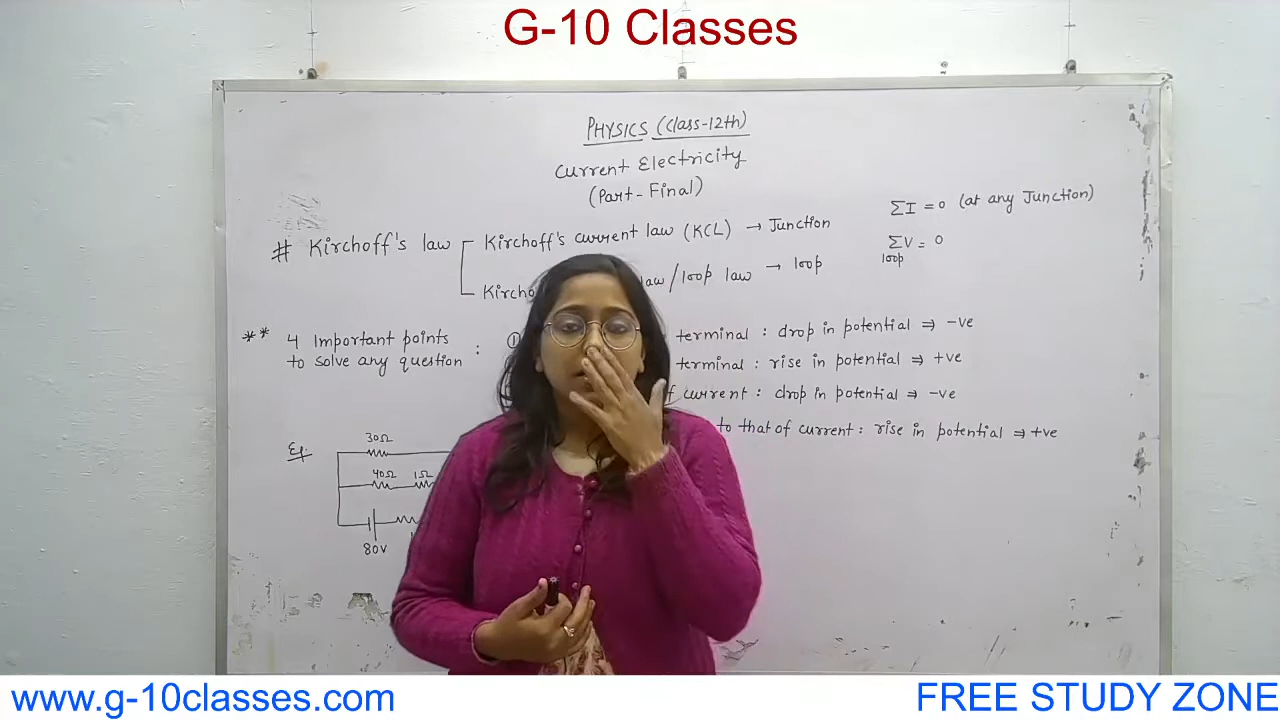 G-10 Classes
PHYSICS (Class-12th)
Current Electricity
(Part-Final)
# Kirchoff's law
Kirchoff's current law (KCL) → Junction
Kircho law/loop law → loop
ΣI = 0 (at any Junction)
ΣV = 0
loop
** 4 Important points
to solve any question :
① terminal : drop in potential ⇒ -ve
terminal : rise in potential ⇒ +ve
of current : drop in potential ⇒ -ve
to that of current : rise in potential ⇒ +ve
Eg.
30Ω
40Ω 1Ω
80V
www.g-10classes.com
FREE STUDY ZONE